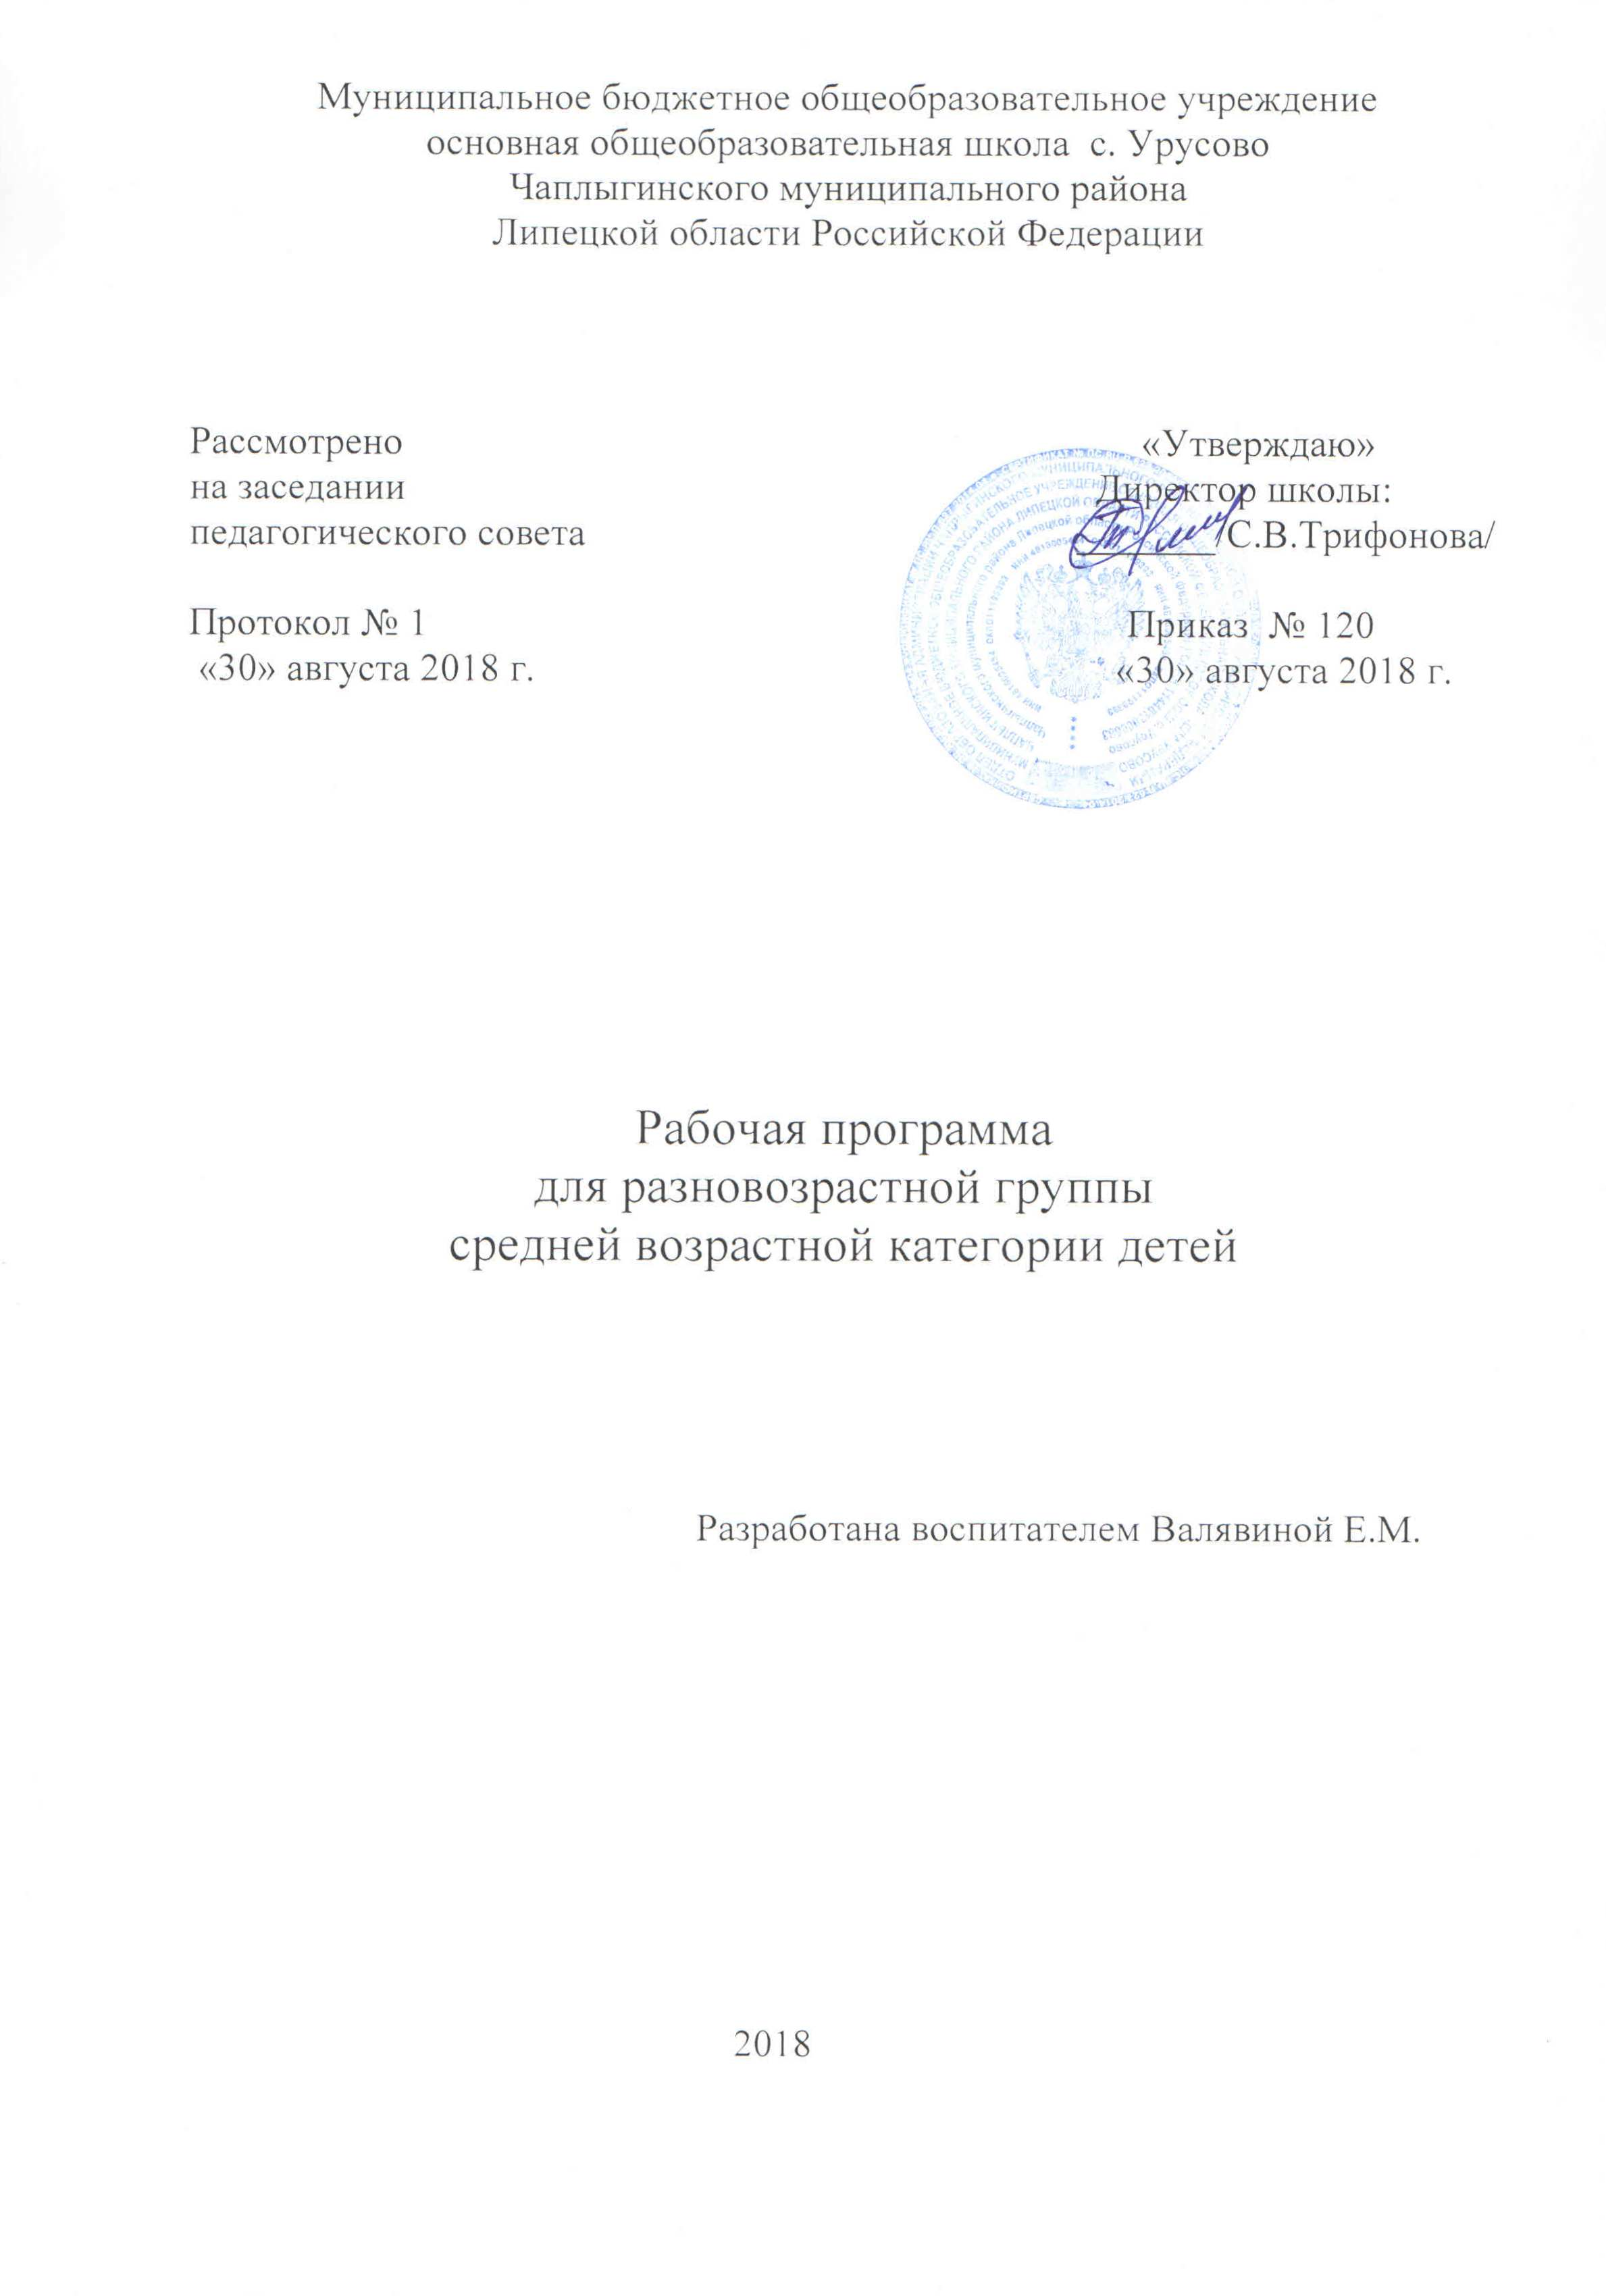 Муниципальное бюджетное общеобразовательное учреждение
основная общеобразовательная школа с. Урусово
Чаплыгинского муниципального района
Липецкой области Российской Федерации
Рассмотрено
на заседании
педагогического совета
Протокол № 1
«30» августа 2018 г.
«Утверждаю»
Директор школы:
/С.В.Трифонова/
Приказ № 120
«30» августа 2018 г.
Рабочая программа
для разновозрастной группы
средней возрастной категории детей
Разработана воспитателем Валявиной Е.М.
2018